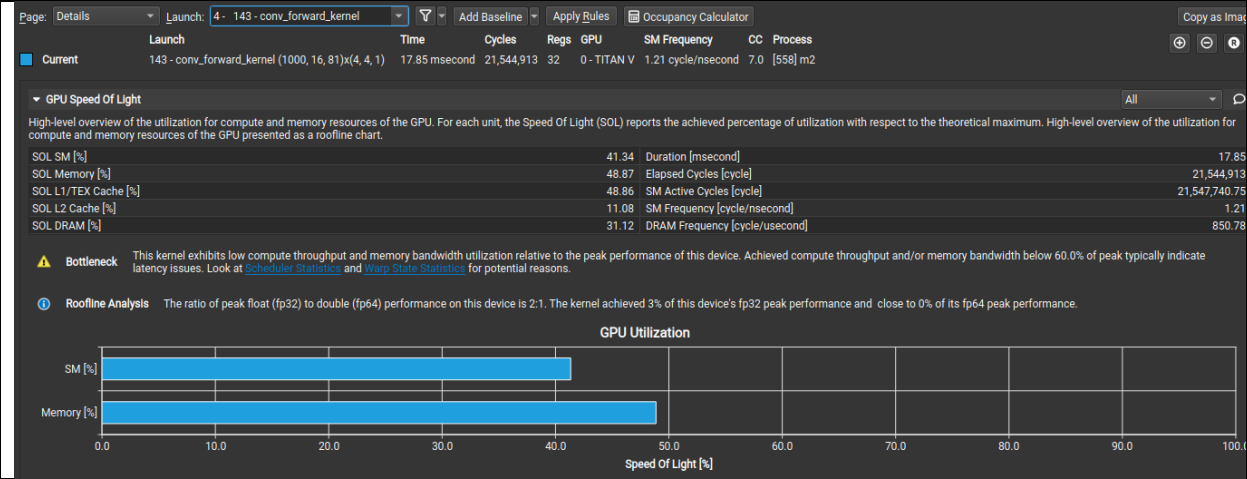 Page: Details Launch: 4 - 143 - conv_forward_kernel Add Baseline Apply Rules Occupancy Calculator Copy as Imag
Launch Time Cycles Regs GPU SM Frequency CC Process
Current 143 - conv_forward_kernel (1000, 16, 81)x(4, 4, 1) 17.85 msecond 21,544,913 32 0 - TITAN V 1.21 cycle/nsecond 7.0 [558] m2
GPU Speed Of Light All
High-level overview of the utilization for compute and memory resources of the GPU. For each unit, the Speed Of Light (SOL) reports the achieved percentage of utilization with respect to the theoretical maximum. High-level overview of the utilization for
compute and memory resources of the GPU presented as a roofline chart.
SOL SM [%] 41.34 Duration [msecond] 17.85
SOL Memory [%] 48.87 Elapsed Cycles [cycle] 21,544,913
SOL L1/TEX Cache [%] 48.86 SM Active Cycles [cycle] 21,547,740.75
SOL L2 Cache [%] 11.08 SM Frequency [cycle/nsecond] 1.21
SOL DRAM [%] 31.12 DRAM Frequency [cycle/usecond] 850.78
Bottleneck This kernel exhibits low compute throughput and memory bandwidth utilization relative to the peak performance of this device. Achieved compute throughput and/or memory bandwidth below 60.0% of peak typically indicate
latency issues. Look at Scheduler Statistics and Warp State Statistics for potential reasons.
Roofline Analysis The ratio of peak float (fp32) to double (fp64) performance on this device is 2:1. The kernel achieved 3% of this device's fp32 peak performance and close to 0% of its fp64 peak performance.
GPU Utilization
SM [%]
Memory [%]
0.0 10.0 20.0 30.0 40.0 50.0 60.0 70.0 80.0 90.0 100.0
Speed Of Light [%]